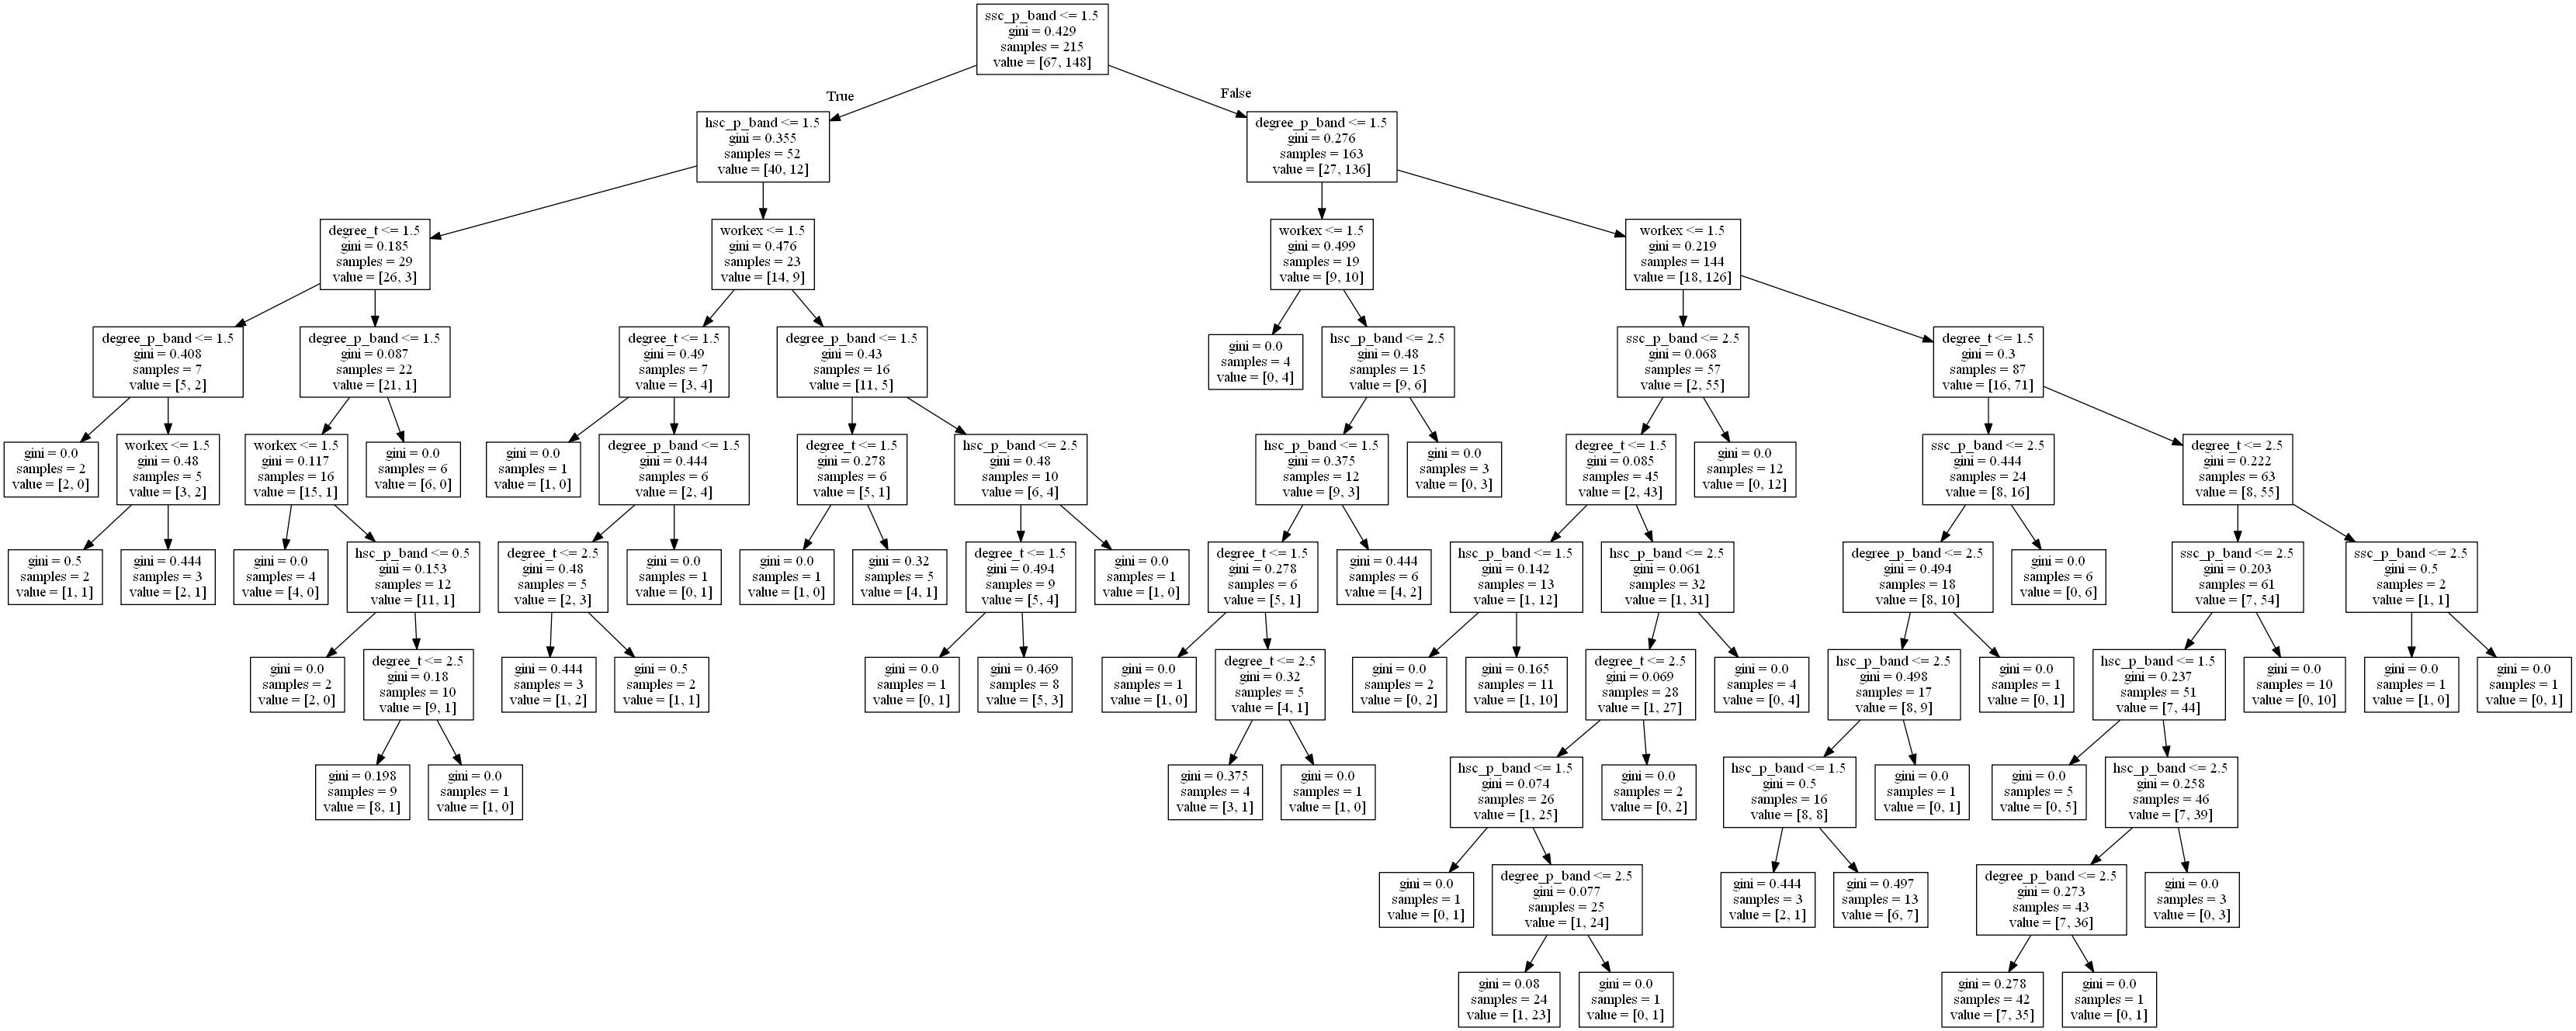 ssc_p_band <= 1.5
gini = 0.429
samples = 215
value = [67, 148]
True
False
hsc_p_band <= 1.5
gini = 0.355
samples = 52
value = [40, 12]
degree_p_band <= 1.5
gini = 0.276
samples = 163
value = [27, 136]
degree_t <= 1.5
gini = 0.185
samples = 29
value = [26, 3]
workex <= 1.5
gini = 0.476
samples = 23
value = [14, 9]
workex <= 1.5
gini = 0.499
samples = 19
value = [9, 10]
workex <= 1.5
gini = 0.219
samples = 144
value = [18, 126]
degree_p_band <= 1.5
gini = 0.408
samples = 7
value = [5, 2]
degree_p_band <= 1.5
gini = 0.087
samples = 22
value = [21, 1]
degree_t <= 1.5
gini = 0.49
samples = 7
value = [3, 4]
degree_p_band <= 1.5
gini = 0.43
samples = 16
value = [11, 5]
gini = 0.0
samples = 4
value = [0, 4]
hsc_p_band <= 2.5
gini = 0.48
samples = 15
value = [9, 6]
ssc_p_band <= 2.5
gini = 0.068
samples = 57
value = [2, 55]
degree_t <= 1.5
gini = 0.3
samples = 87
value = [16, 71]
gini = 0.0
samples = 2
value = [2, 0]
workex <= 1.5
gini = 0.48
samples = 5
value = [3, 2]
workex <= 1.5
gini = 0.117
samples = 16
value = [15, 1]
gini = 0.0
samples = 6
value = [6, 0]
gini = 0.0
samples = 1
value = [1, 0]
degree_p_band <= 1.5
gini = 0.444
samples = 6
value = [2, 4]
degree_t <= 1.5
gini = 0.278
samples = 6
value = [5, 1]
hsc_p_band <= 2.5
gini = 0.48
samples = 10
value = [6, 4]
hsc_p_band <= 1.5
gini = 0.375
samples = 12
value = [9, 3]
gini = 0.0
samples = 3
value = [0, 3]
degree_t <= 1.5
gini = 0.085
samples = 45
value = [2, 43]
gini = 0.0
samples = 12
value = [0, 12]
ssc_p_band <= 2.5
gini = 0.444
samples = 24
value = [8, 16]
degree_t <= 2.5
gini = 0.222
samples = 63
value = [8, 55]
gini = 0.5
samples = 2
value = [1, 1]
gini = 0.444
samples = 3
value = [2, 1]
gini = 0.0
samples = 4
value = [4, 0]
hsc_p_band <= 0.5
gini = 0.153
samples = 12
value = [11, 1]
degree_t <= 2.5
gini = 0.48
samples = 5
value = [2, 3]
gini = 0.0
samples = 1
value = [0, 1]
gini = 0.0
samples = 1
value = [1, 0]
gini = 0.32
samples = 5
value = [4, 1]
degree_t <= 1.5
gini = 0.494
samples = 9
value = [5, 4]
gini = 0.0
samples = 1
value = [1, 0]
degree_t <= 1.5
gini = 0.278
samples = 6
value = [5, 1]
gini = 0.444
samples = 6
value = [4, 2]
hsc_p_band <= 1.5
gini = 0.142
samples = 13
value = [1, 12]
hsc_p_band <= 2.5
gini = 0.061
samples = 32
value = [1, 31]
degree_p_band <= 2.5
gini = 0.494
samples = 18
value = [8, 10]
gini = 0.0
samples = 6
value = [0, 6]
ssc_p_band <= 2.5
gini = 0.203
samples = 61
value = [7, 54]
ssc_p_band <= 2.5
gini = 0.5
samples = 2
value = [1, 1]
gini = 0.0
samples = 2
value = [2, 0]
degree_t <= 2.5
gini = 0.18
samples = 10
value = [9, 1]
gini = 0.444
samples = 3
value = [1, 2]
gini = 0.5
samples = 2
value = [1, 1]
gini = 0.0
samples = 1
value = [0, 1]
gini = 0.469
samples = 8
value = [5, 3]
gini = 0.0
samples = 1
value = [1, 0]
degree_t <= 2.5
gini = 0.32
samples = 5
value = [4, 1]
gini = 0.0
samples = 2
value = [0, 2]
gini = 0.165
samples = 11
value = [1, 10]
degree_t <= 2.5
gini = 0.069
samples = 28
value = [1, 27]
gini = 0.0
samples = 4
value = [0, 4]
hsc_p_band <= 2.5
gini = 0.498
samples = 17
value = [8, 9]
gini = 0.0
samples = 1
value = [0, 1]
hsc_p_band <= 1.5
gini = 0.237
samples = 51
value = [7, 44]
gini = 0.0
samples = 10
value = [0, 10]
gini = 0.0
samples = 1
value = [1, 0]
gini = 0.0
samples = 1
value = [0, 1]
gini = 0.198
samples = 9
value = [8, 1]
gini = 0.0
samples = 1
value = [1, 0]
gini = 0.375
samples = 4
value = [3, 1]
gini = 0.0
samples = 1
value = [1, 0]
hsc_p_band <= 1.5
gini = 0.074
samples = 26
value = [1, 25]
gini = 0.0
samples = 2
value = [0, 2]
hsc_p_band <= 1.5
gini = 0.5
samples = 16
value = [8, 8]
gini = 0.0
samples = 1
value = [0, 1]
gini = 0.0
samples = 5
value = [0, 5]
hsc_p_band <= 2.5
gini = 0.258
samples = 46
value = [7, 39]
gini = 0.0
samples = 1
value = [0, 1]
degree_p_band <= 2.5
gini = 0.077
samples = 25
value = [1, 24]
gini = 0.444
samples = 3
value = [2, 1]
gini = 0.497
samples = 13
value = [6, 7]
degree_p_band <= 2.5
gini = 0.273
samples = 43
value = [7, 36]
gini = 0.0
samples = 3
value = [0, 3]
gini = 0.08
samples = 24
value = [1, 23]
gini = 0.0
samples = 1
value = [0, 1]
gini = 0.278
samples = 42
value = [7, 35]
gini = 0.0
samples = 1
value = [0, 1]